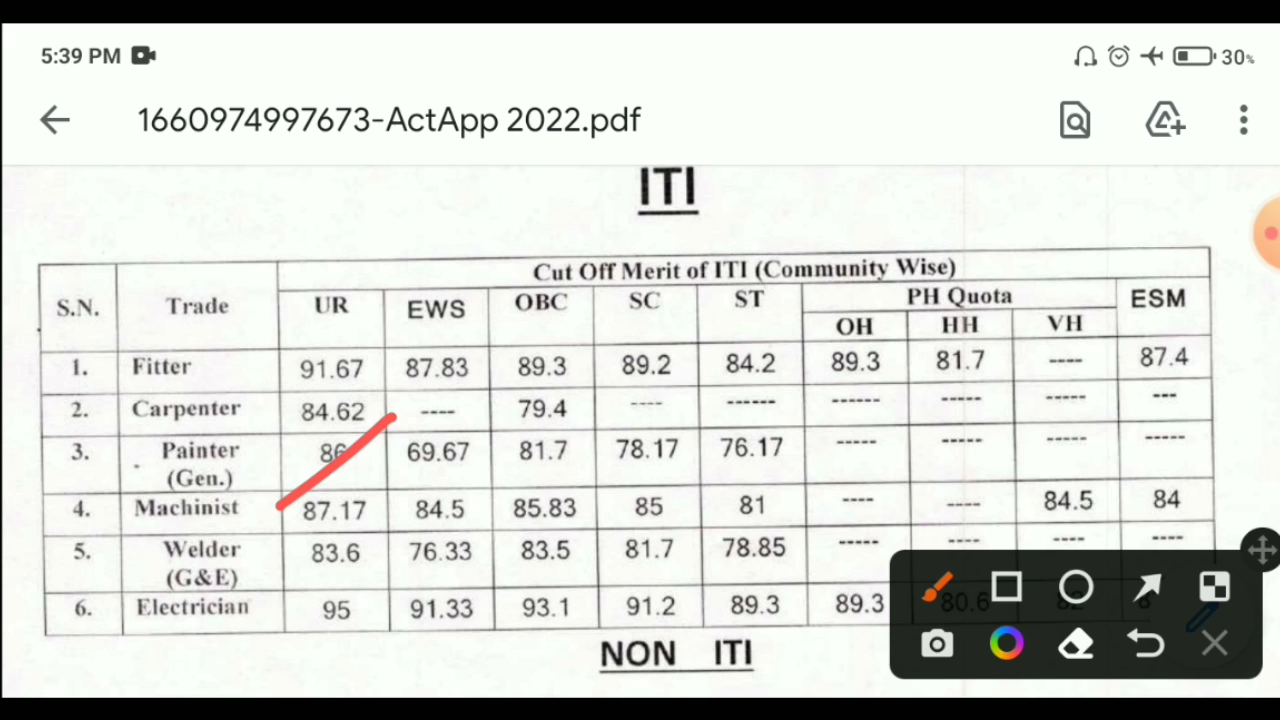 5:39 PM 30%
1660974997673-ActApp 2022.pdf
ITI
Cut Off Merit of ITI (Community Wise)
S.N. Trade UR EWS OBC SC ST PH Quota ESM
OH HH VH
1. Fitter 91.67 87.83 89.3 89.2 84.2 89.3 81.7 ---- 87.4
2. Carpenter 84.62 ---- 79.4 ---- ------ ------ ----- ----- ---
3. Painter 69.67 81.7 78.17 76.17 ----- ----- ----- -----
(Gen.)
4. Machinist 87.17 84.5 85.83 85 81 ---- ---- 84.5 84
5. Welder 83.6 76.33 83.5 81.7 78.85 ----- ---- ---- ----
(G&E)
6. Electrician 95 91.33 93.1 91.2 89.3 89.3 80.6
NON ITI